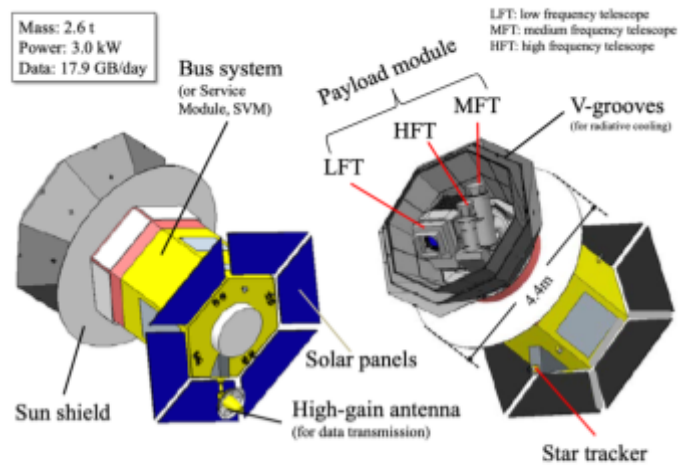 Mass: 2.6 t
Power: 3.0 kW
Data: 17.9 GB/day
LFT: low frequency telescope
MFT: medium frequency telescope
HFT: high frequency telescope
Bus system
(or Service
Module, SVM)
Payload module
MFT
HFT
LFT
V-grooves
(for radiative cooling)
4.4m
Solar panels
Sun shield
High-gain antenna
(for data transmission)
Star tracker